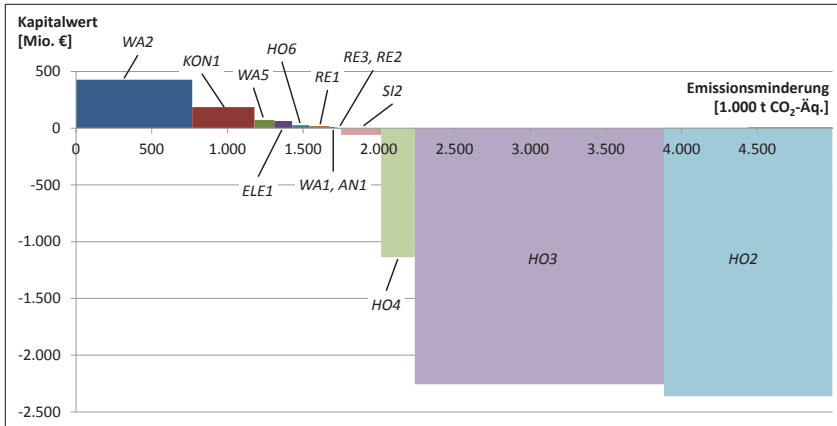 Kapitalwert
[Mio. €]
WA2
HO6
RE3, RE2
KON1
WA5
RE1
SI2
Emissionsminderung
[1.000 t CO₂-Äq.]
500
0
0
500
1.000
1.500
2.000
2.500
3.000
3.500
4.000
4.500
ELE1
WA1, AN1
-500
-1.000
HO3
HO2
HO4
-1.500
-2.000
-2.500